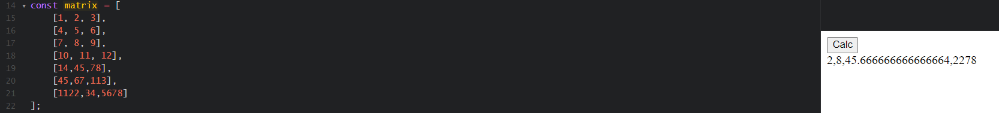 14 const matrix = [
15 [1, 2, 3],
16 [4, 5, 6],
17 [7, 8, 9],
18 [10, 11, 12],
19 [14,45,78],
20 [45,67,113],
21 [1122,34,5678]
22 ];
Calc
2,8,45.666666666666664,2278